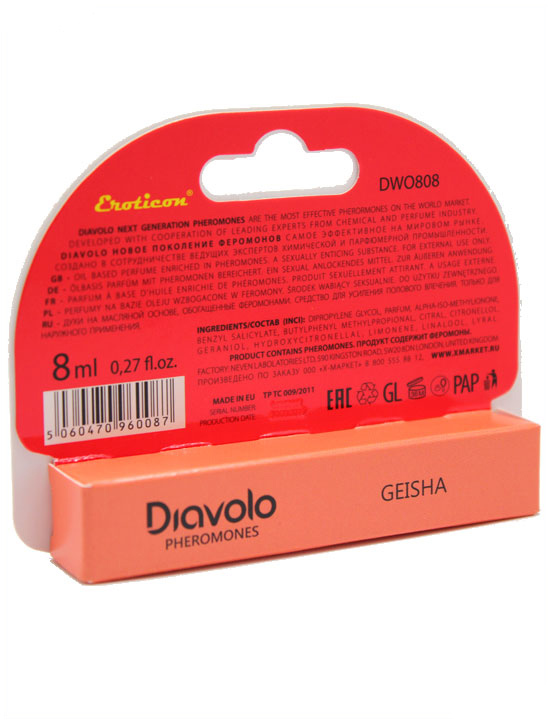 Eroticon®
DWO808
DIAVOLO NEXT GENERATION PHEROMONES ARE THE MOST EFFECTIVE PHERORMONES ON THE WORLD MARKET.
DEVELOPED WITH COOPERATION OF LEADING EXPERTS FROM CHEMICAL AND PERFUME INDUSTRY.
DIAVOLO НОВОЕ ПОКОЛЕНИЕ ФЕРОМОНОВ САМОЕ ЭФФЕКТИВНОЕ НА МИРОВОМ РЫНКЕ.
СОЗДАНО В СОТРУДНИЧЕСТВЕ ВЕДУЩИХ ЭКСПЕРТОВ ХИМИЧЕСКОЙ И ПАРФЮМЕРНОЙ ПРОМЫШЛЕННОСТИ.
GB - OIL BASED PERFUME ENRICHED IN PHEROMONES. A SEXUALLY ENTICING SUBSTANCE. FOR EXTERNAL USE ONLY.
DE - ÖLBASIS PARFUM MIT PHEROMONEN BEREICHERT. EIN SEXUAL ANLOCKENDES MITTEL. ZUR ÄUßEREN ANWENDUNG
FR - PARFUM A BASE D'HUILE ENRICHIE DE PHEROMONES. PRODUIT SEXUELLEMENT ATTIRANT. A USAGE EXTERNE
PL - PERFUMY NA BAZIE OLEJU WZBOGACONE W FEROMONY. ŚRODEK WABIĄCY SEKSUALNIE. DO UŻYTKU ZEWNĘTRZNEGO
RU - ДУХИ НА МАСЛЯНОЙ ОСНОВЕ, ОБОГАЩЕННЫЕ ФЕРОМОНАМИ. СРЕДСТВО ДЛЯ УСИЛЕНИЯ ПОЛОВОГО ВЛЕЧЕНИЯ. ТОЛЬКО ДЛЯ
НАРУЖНОГО ПРИМЕНЕНИЯ.
8ml 0,27 fl.oz.
INGREDIENTS/СОСТАВ (INCI): DIPROPYLENE GLYCOL, PARFUM, ALPHA-ISO-METHYLIONONE,
BENZYL SALICYLATE, BUTYLPHENYL METHYLPROPIONAL, CITRAL, CITRONELLOL,
GERANIOL, HYDROXYCITRONELLAL, LIMONENE, LINALOOL, LYRAL.
PRODUCT CONTAINS PHEROMONES. ПРОДУКТ СОДЕРЖИТ ФЕРОМОНЫ.
FACTORY: NEVEN LABORATORIES LTD, 590 KINGSTON ROAD, SW20 8DN LONDON, UNITED KINGDOM
ПРОИЗВЕДЕНО ПО ЗАКАЗУ ООО «X-МАРКЕТ» 8 800 555 88 12. WWW.XMARKET.RU
MADE IN EU TP TC 009/2011
SERIAL NUMBER
PRODUCTION DATE
EAC GL PAP
5 060470 960087
Diavolo
PHEROMONES
GEISHA